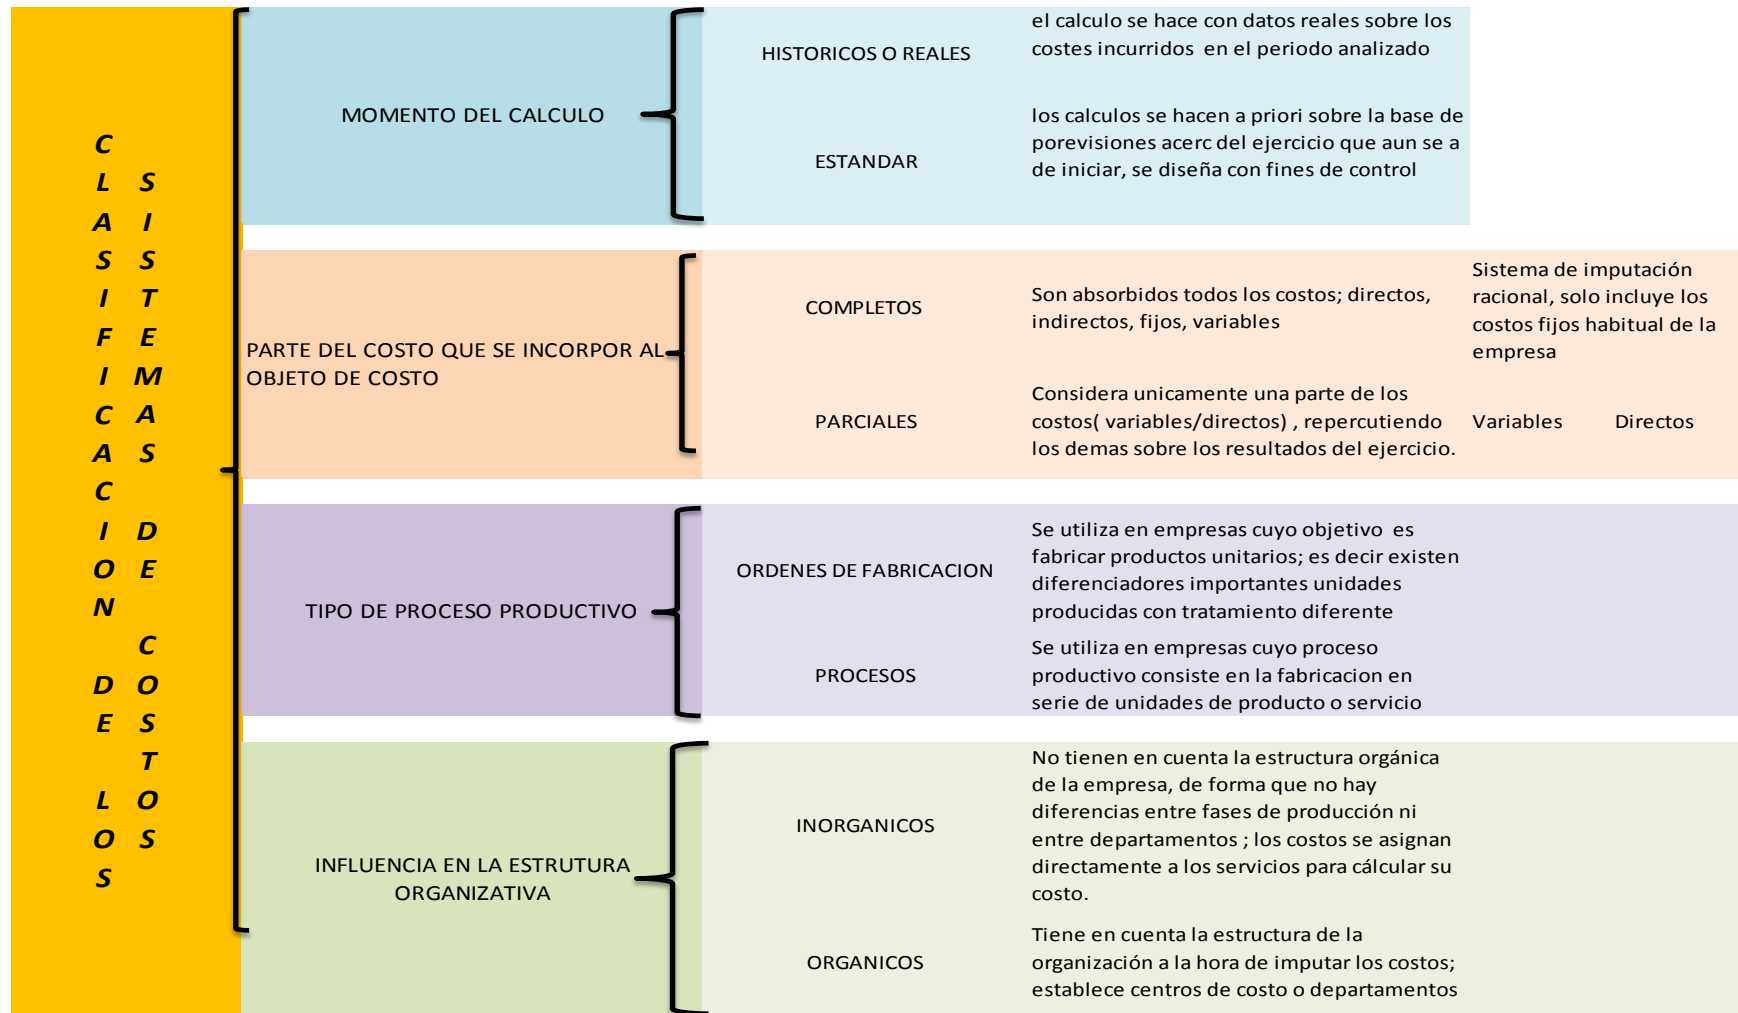 CLASIFICACION DE LOS
SISTEMAS DE COSTOS
MOMENTO DEL CALCULO
HISTORICOS O REALES
el calculo se hace con datos reales sobre los
costes incurridos en el periodo analizado
ESTANDAR
los calculos se hacen a priori sobre la base de
porevisiones acerc del ejercicio que aun se a
de iniciar, se diseña con fines de control
PARTE DEL COSTO QUE SE INCORPOR AL
OBJETO DE COSTO
COMPLETOS
Son absorbidos todos los costos; directos,
indirectos, fijos, variables
Sistema de imputación
racional, solo incluye los
costos fijos habitual de la
empresa
PARCIALES
Considera unicamente una parte de los
costos( variables/directos) , repercutiendo
los demas sobre los resultados del ejercicio.
Variables
Directos
TIPO DE PROCESO PRODUCTIVO
ORDENES DE FABRICACION
Se utiliza en empresas cuyo objetivo es
fabricar productos unitarios; es decir existen
diferenciadores importantes unidades
producidas con tratamiento diferente
PROCESOS
Se utiliza en empresas cuyo proceso
productivo consiste en la fabricacion en
serie de unidades de producto o servicio
INFLUENCIA EN LA ESTRUTURA
ORGANIZATIVA
INORGANICOS
No tienen en cuenta la estructura orgánica
de la empresa, de forma que no hay
diferencias entre fases de producción ni
entre departamentos ; los costos se asignan
directamente a los servicios para cálcular su
costo.
ORGANICOS
Tiene en cuenta la estructura de la
organización a la hora de imputar los costos;
establece centros de costo o departamentos